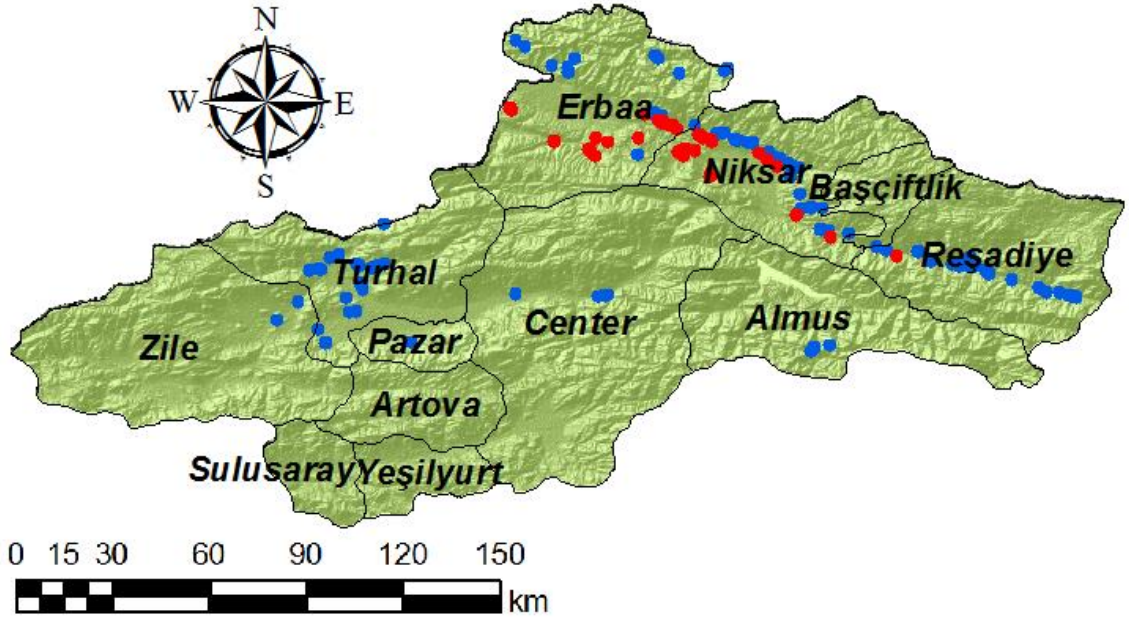 N
W E
S
Erbaa
Niksar
Başçiftlik
Reşadiye
Turhal
Center
Almus
Zile
Pazar
Artova
Sulusaray Yeşilyurt
0 15 30 60 90 120 150
km